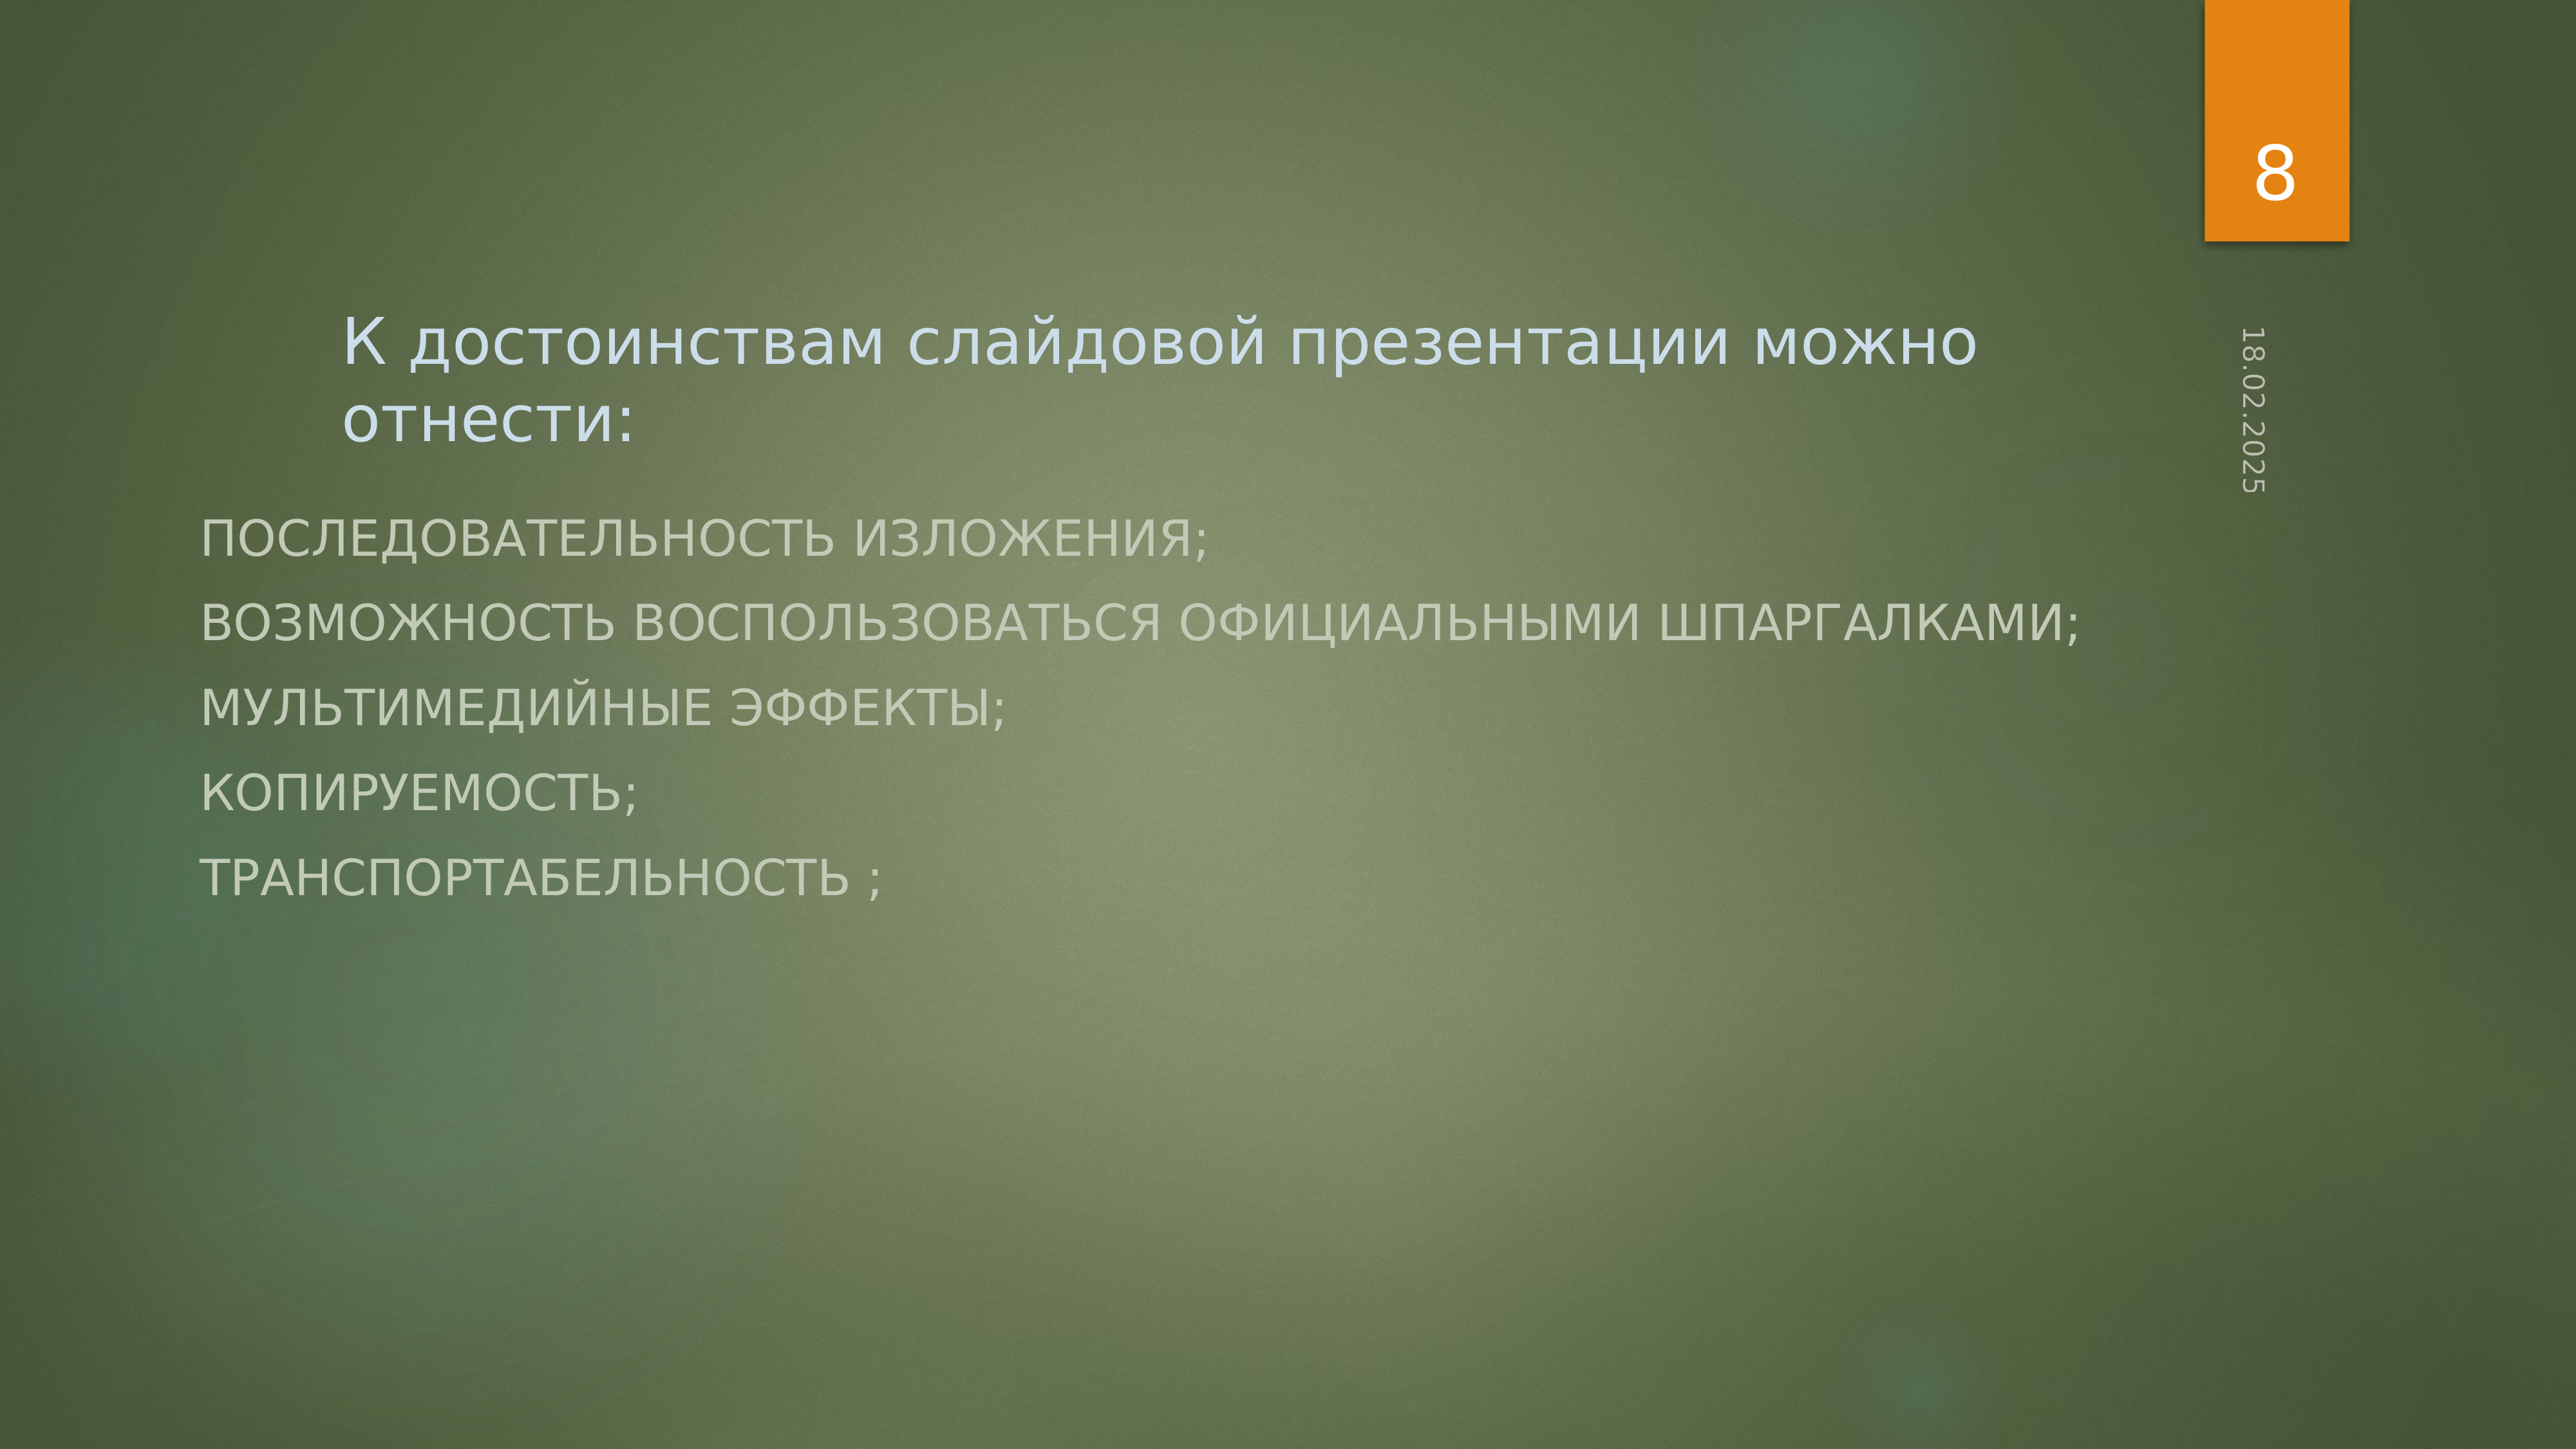 8
18.02.2025
К достоинствам слайдовой презентации можно
отнести:
ПОСЛЕДОВАТЕЛЬНОСТЬ ИЗЛОЖЕНИЯ;
ВОЗМОЖНОСТЬ ВОСПОЛЬЗОВАТЬСЯ ОФИЦИАЛЬНЫМИ ШПАРГАЛКАМИ;
МУЛЬТИМЕДИЙНЫЕ ЭФФЕКТЫ;
КОПИРУЕМОСТЬ;
ТРАНСПОРТАБЕЛЬНОСТЬ ;